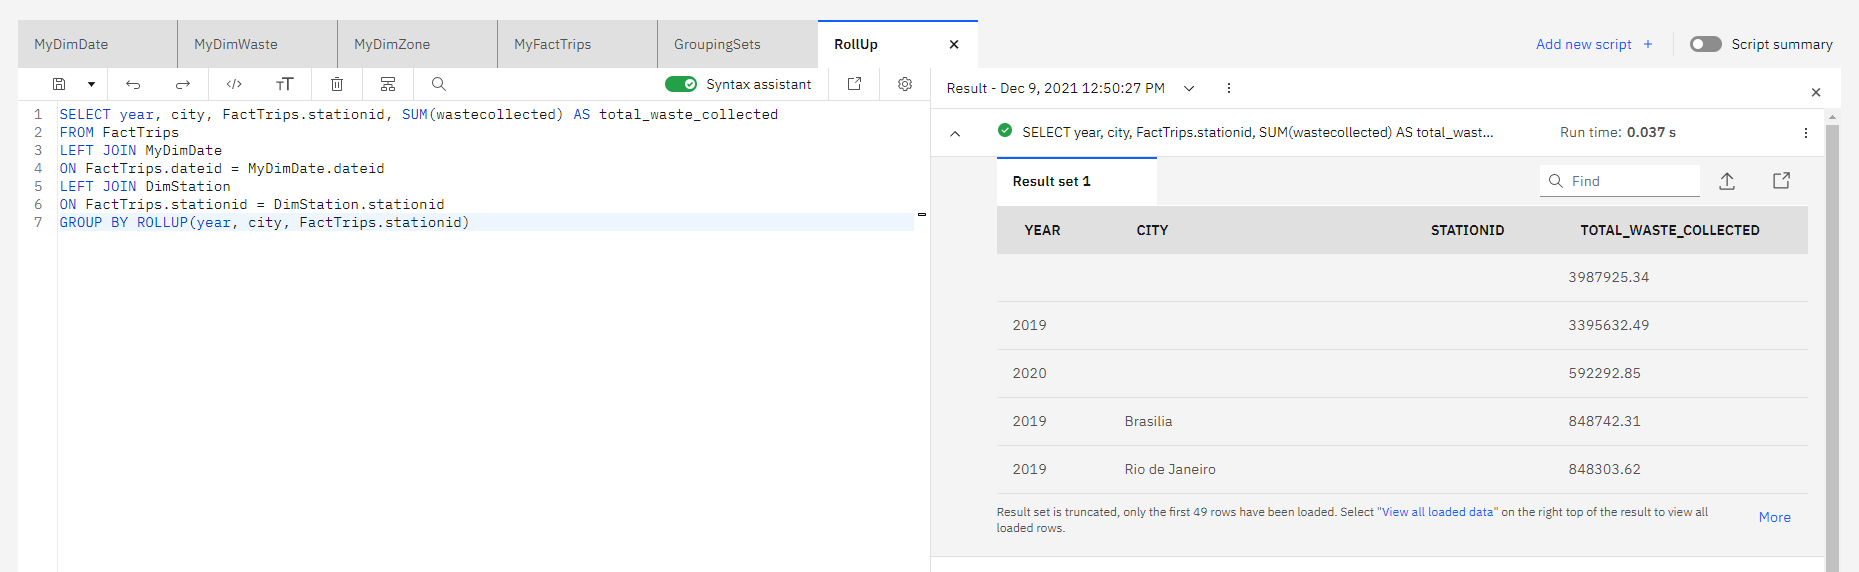 MyDimDate MyDimWaste MyDimZone MyFactTrips GroupingSets RollUp Add new script + Script summary
Syntax assistant
1 SELECT year, city, FactTrips.stationid, SUM(wastecollected) AS total_waste_collected
2 FROM FactTrips
3 LEFT JOIN MyDimDate
4 ON FactTrips.dateid = MyDimDate.dateid
5 LEFT JOIN DimStation
6 ON FactTrips.stationid = DimStation.stationid
7 GROUP BY ROLLUP(year, city, FactTrips.stationid)
Result - Dec 9, 2021 12:50:27 PM
SELECT year, city, FactTrips.stationid, SUM(wastecollected) AS total_wast... Run time: 0.037 s
Result set 1 Find
YEAR CITY STATIONID TOTAL_WASTE_COLLECTED
3987925.34
2019 3395632.49
2020 592292.85
2019 Brasilia 848742.31
2019 Rio de Janeiro 848303.62
Result set is truncated, only the first 49 rows have been loaded. Select "View all loaded data" on the right top of the result to view all
loaded rows.
More